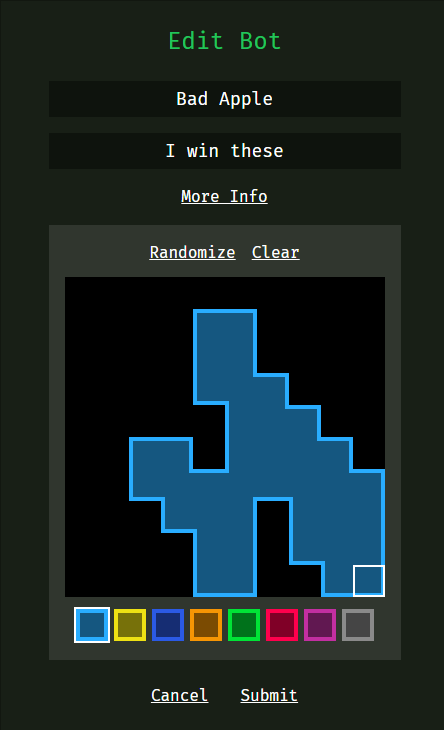 Edit Bot
Bad Apple
I win these
More Info
Randomize Clear
Cancel Submit